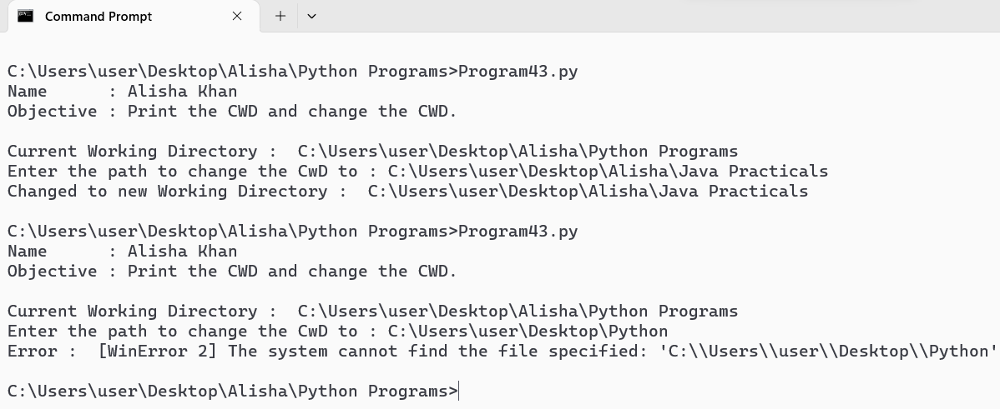 Command Prompt
C:\Users\user\Desktop\Alisha\Python Programs>Program43.py
Name      : Alisha Khan
Objective : Print the CWD and change the CWD.
Current Working Directory :  C:\Users\user\Desktop\Alisha\Python Programs
Enter the path to change the CwD to : C:\Users\user\Desktop\Alisha\Java Practicals
Changed to new Working Directory :  C:\Users\user\Desktop\Alisha\Java Practicals
C:\Users\user\Desktop\Alisha\Python Programs>Program43.py
Name      : Alisha Khan
Objective : Print the CWD and change the CWD.
Current Working Directory :  C:\Users\user\Desktop\Alisha\Python Programs
Enter the path to change the CwD to : C:\Users\user\Desktop\Python
Error :  [WinError 2] The system cannot find the file specified: 'C:\\Users\\user\\Desktop\\Python'
C:\Users\user\Desktop\Alisha\Python Programs>